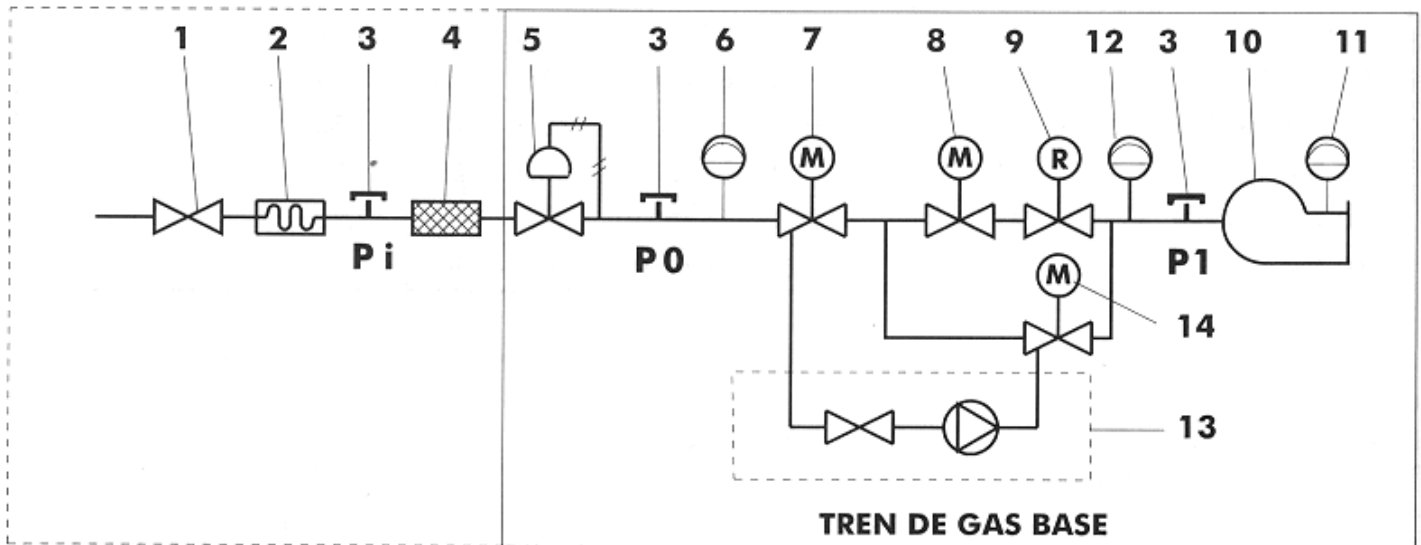 1 2 3 4 5 3 6 7 8 9 12 3 10 11
M M R
Pi P0 P1
M
14
13
TREN DE GAS BASE